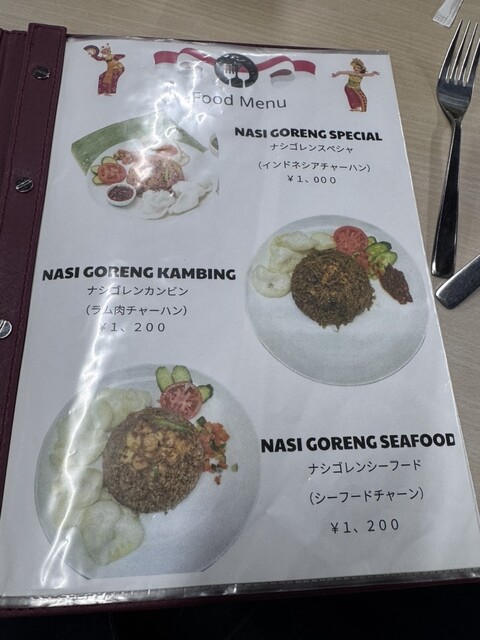 Food Menu
NASI GORENG SPECIAL
ナシゴレンスペシャ
(インドネシアチャーハン)
￥１、０００
NASI GORENG KAMBING
ナシゴレンカンビン
(ラム肉チャーハン)
￥１、２００
NASI GORENG SEAFOOD
ナシゴレンシーフード
(シーフードチャーン)
￥１、２００